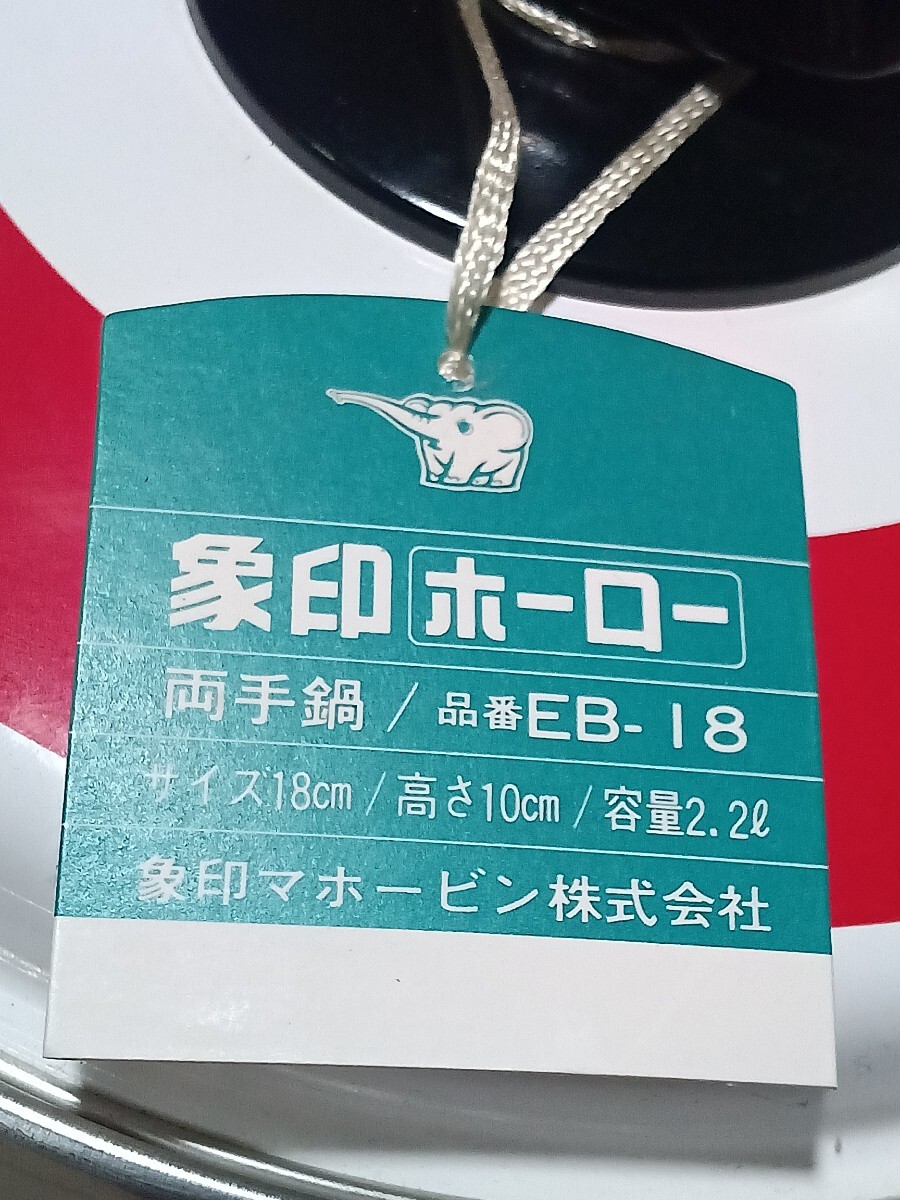 象印ホーロー
両手鍋/品番EB-18
サイズ18cm/高さ10cm/容量2.2ℓ
象印マホービン株式会社